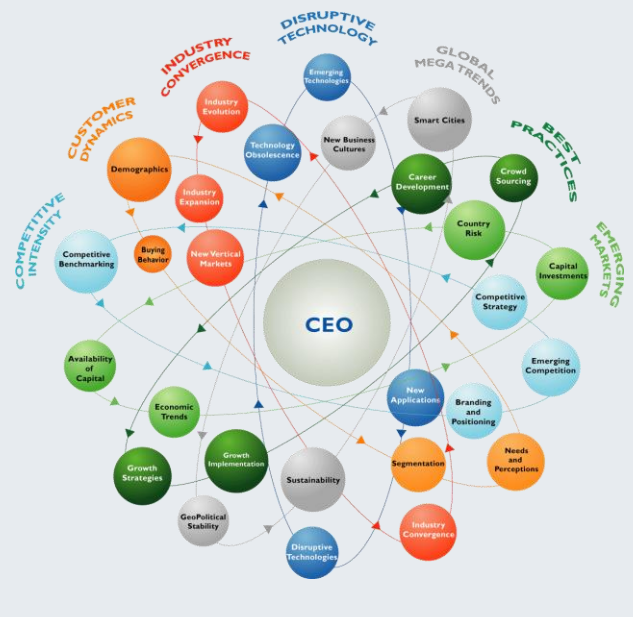 DISRUPTIVE
TECHNOLOGY
INDUSTRY
CONVERGENCE
GLOBAL
MEGA TRENDS
CUSTOMER
DYNAMICS
BEST
PRACTICES
COMPETITIVE
INTENSITY
EMERGING
MARKETS
Emerging
Technologies
Industry
Evolution
Smart Cities
Technology
Obsolescence
New Business
Cultures
Demographics
Career
Development
Crowd
Sourcing
Industry
Expansion
Country
Risk
Competitive
Benchmarking
Buying
Behavior
New Vertical
Markets
Capital
Investments
Competitive
Strategy
CEO
Availability
of
Capital
Emerging
Competition
New
Applications
Economic
Trends
Branding
and
Positioning
Growth
Strategies
Growth
Implementation
Segmentation
Needs
and
Perceptions
Sustainability
GeoPolitical
Stability
Industry
Convergence
Disruptive
Technologies